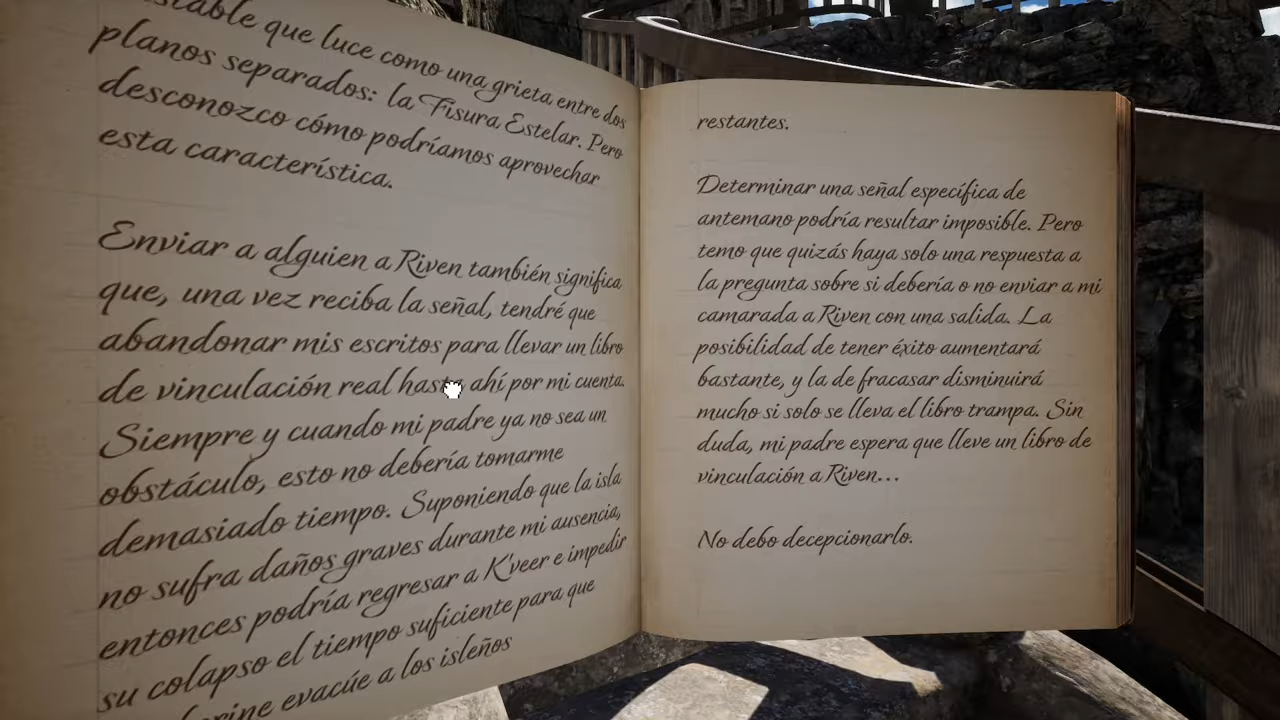 que luce como una grieta entre dos
planos separados: la Fisura Estelar. Pero
desconozco cómo podríamos aprovechar
esta característica.
Enviar a alguien a Riven también significa
que, una vez reciba la señal, tendré que
abandonar mis escritos para llevar un libro
de vinculación real hasta ahí por mi cuenta.
Siempre y cuando mi padre ya no sea un
obstáculo, esto no debería tomarme
demasiado tiempo. Suponiendo que la isla
no sufra daños graves durante mi ausencia,
entonces podría regresar a K'veer e impedir
su colapso el tiempo suficiente para que
evacúe a los isleños
restantes.
Determinar una señal específica de
antemano podría resultar imposible. Pero
temo que quizás haya solo una respuesta a
la pregunta sobre si debería o no enviar a mi
camarada a Riven con una salida. La
posibilidad de tener éxito aumentará
bastante, y la de fracasar disminuirá
mucho si solo se lleva el libro trampa. Sin
duda, mi padre espera que lleve un libro de
vinculación a Riven...
No debo decepcionarlo.